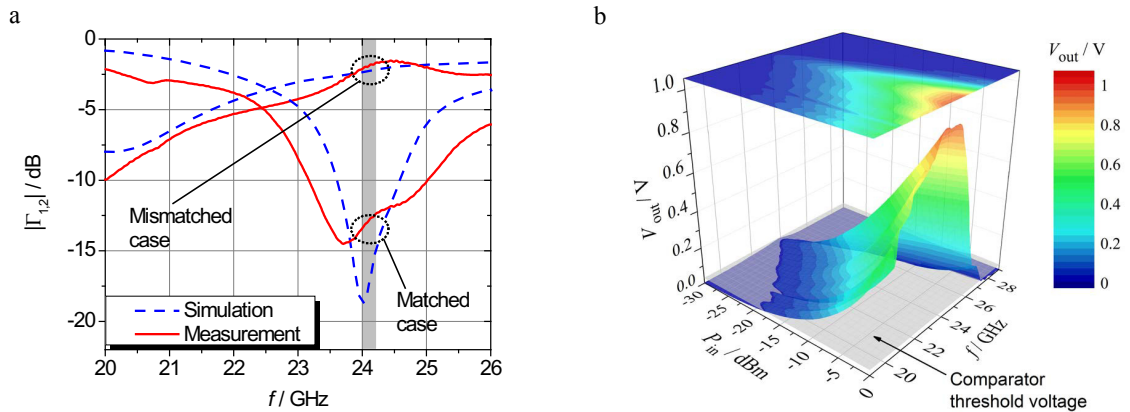 a
0
-5
-10
-15
-20
|Γ1,2| / dB
Mismatched
case
Matched
case
Simulation
Measurement
20 21 22 23 24 25 26
f / GHz
b
Vout / V
1
0.8
0.6
0.4
0.2
0
1.0
0.8
0.6
0.4
0.2
0.0
Vout / V
-30
-25
-20
-15
-10
-5
0
Pin / dBm
28
26
24
22
20
f / GHz
Comparator
threshold voltage